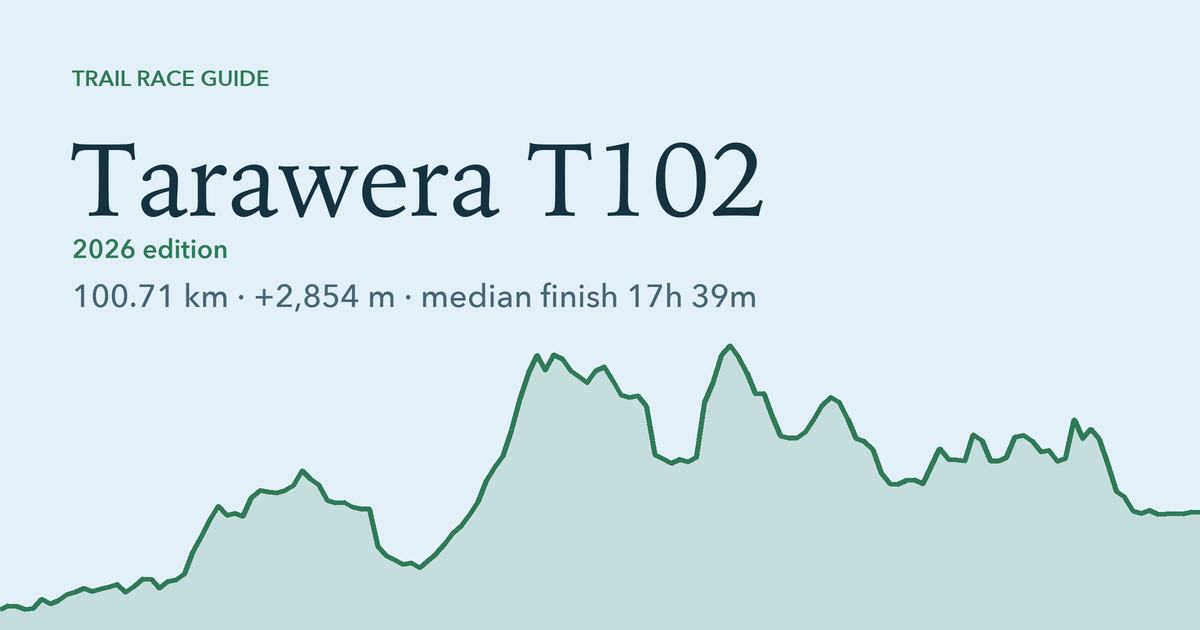 TRAIL RACE GUIDE
Tarawera T102
2026 edition
100.71 km · +2,854 m · median finish 17h 39m